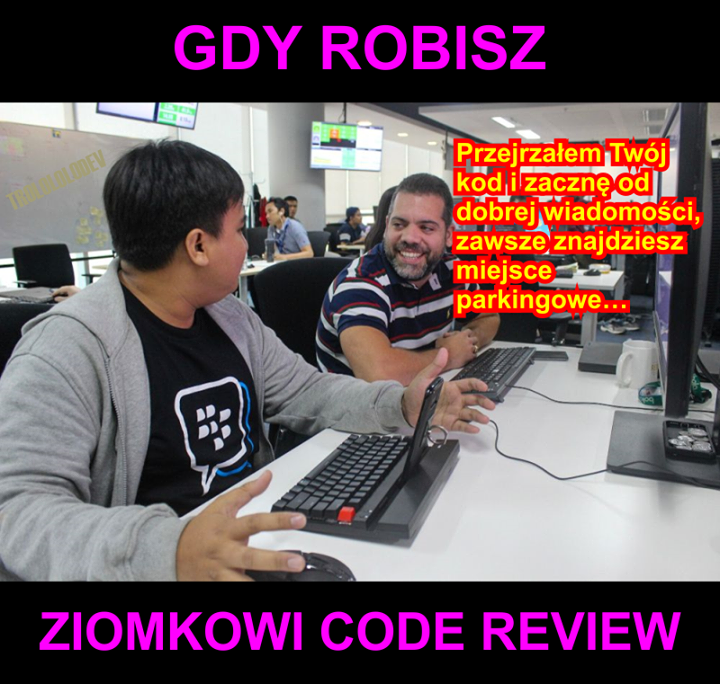 GDY ROBISZ
Przejrzałem Twój
kod i zacznę od
dobrej wiadomości,
zawsze znajdziesz
miejsce
parkingowe...
ZIOMKOWI CODE REVIEW